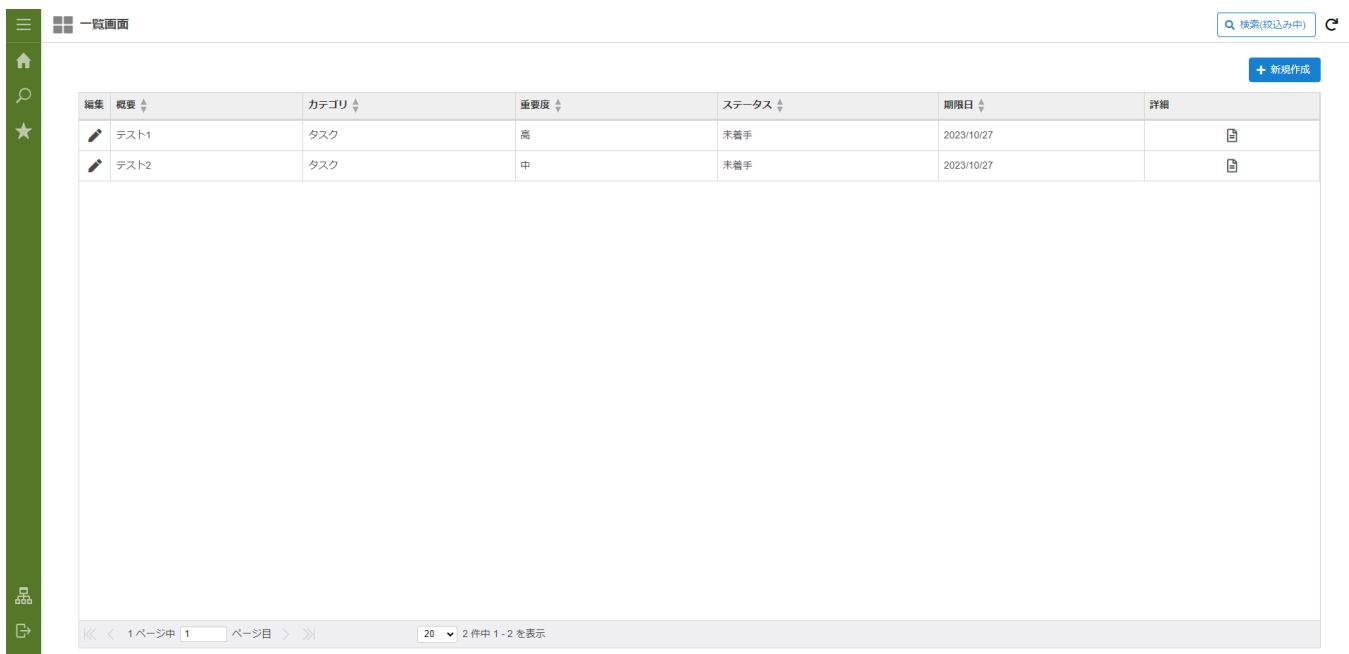 一覧画面
検索(絞込み中)
新規作成
編集 概要 カテゴリ 重要度 ステータス 期限日 詳細
テスト1 タスク 高 未着手 2023/10/27
テスト2 タスク 中 未着手 2023/10/27
1 ページ中 1 ページ目 20 2 件中 1 - 2 を表示